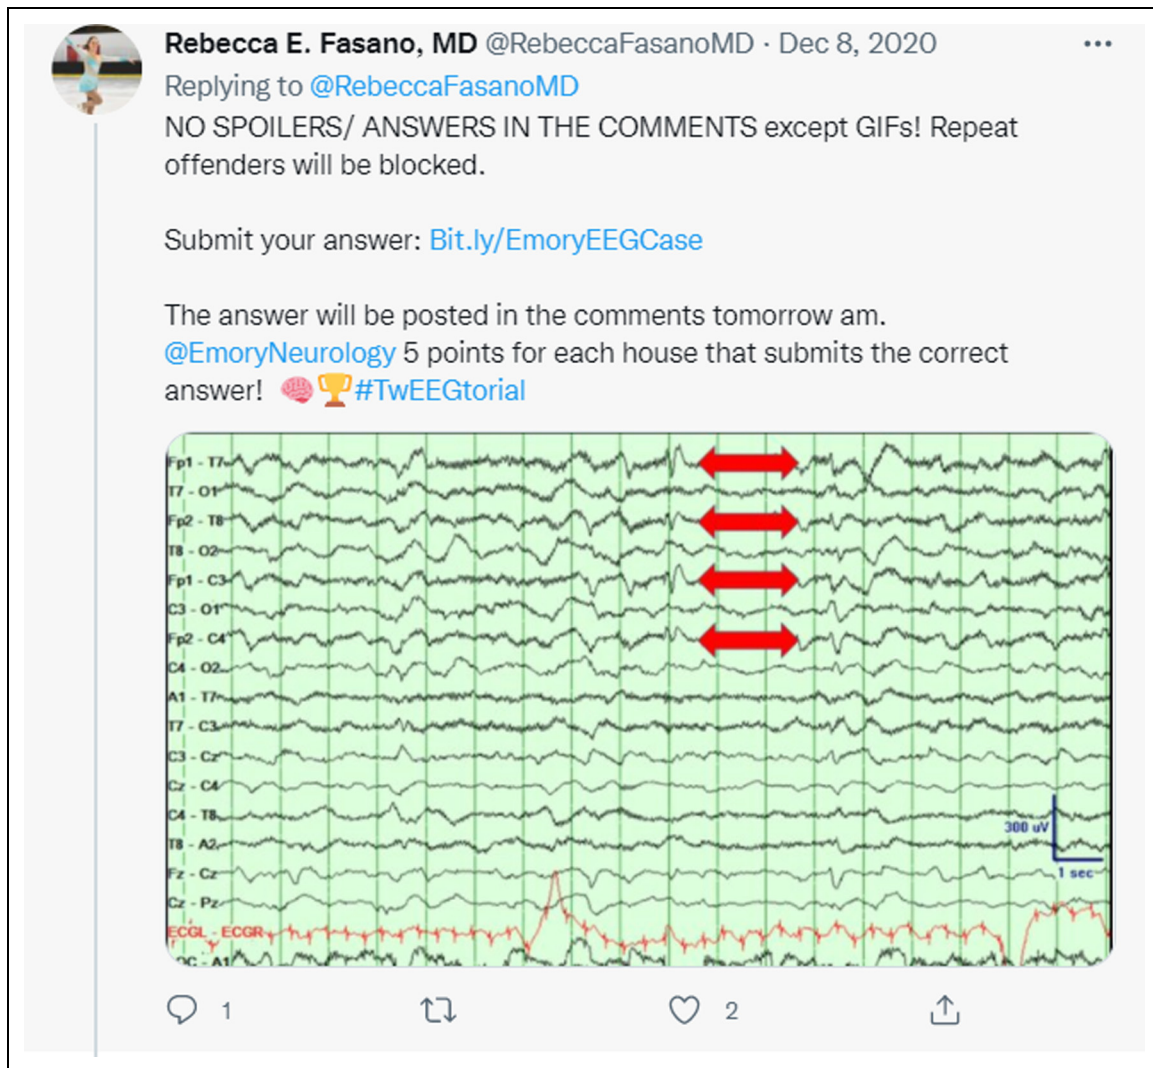 Rebecca E. Fasano, MD @RebeccaFasanoMD · Dec 8, 2020
Replying to @RebeccaFasanoMD
NO SPOILERS/ ANSWERS IN THE COMMENTS except GIFs! Repeat
offenders will be blocked.
Submit your answer: Bit.ly/EmoryEEGCase
The answer will be posted in the comments tomorrow am.
@EmoryNeurology 5 points for each house that submits the correct
answer! 🧠🏆#TwEEGtorial
Fp1 - T7
T7 - O1
Fp2 - T8
T8 - O2
Fp1 - C3
C3 - O1
Fp2 - C4
C4 - O2
A1 - T7
T7 - C3
C3 - Cz
Cz - C4
C4 - T8
300 uV
T8 - A2
Fz - Cz
1 sec
Cz - Pz
ECGL - ECGR
OC - A1
1
2